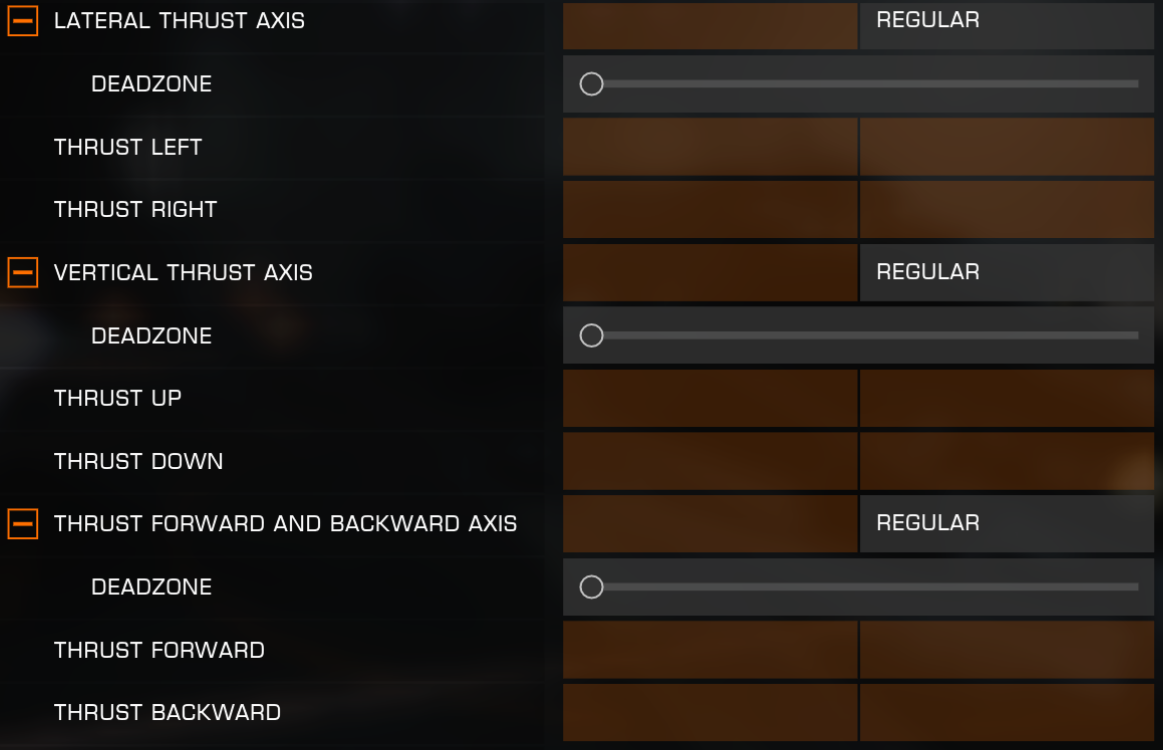 LATERAL THRUST AXIS REGULAR
DEADZONE
THRUST LEFT
THRUST RIGHT
VERTICAL THRUST AXIS REGULAR
DEADZONE
THRUST UP
THRUST DOWN
THRUST FORWARD AND BACKWARD AXIS REGULAR
DEADZONE
THRUST FORWARD
THRUST BACKWARD